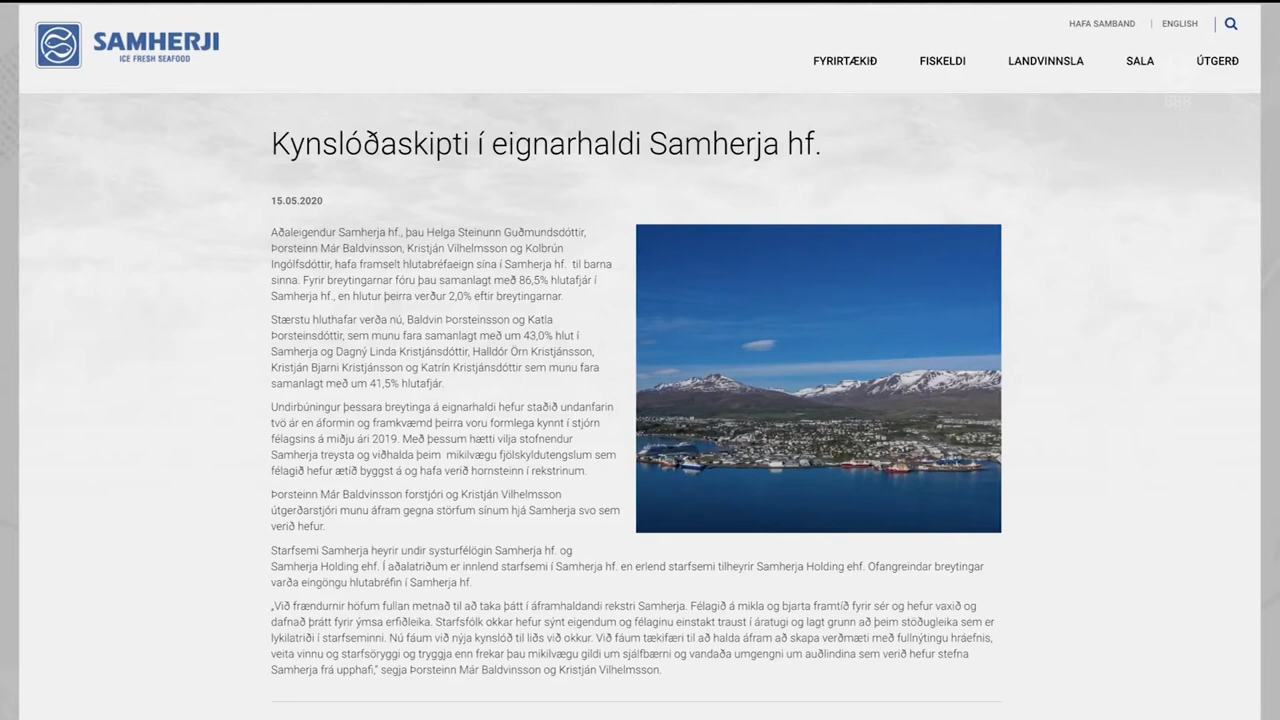 SAMHERJI
ICE FRESH SEAFOOD
HAFA SAMBAND | ENGLISH
FYRIRTÆKIÐ FISKELDI LANDVINNSLA SALA ÚTGERÐ
Kynslóðaskipti í eignarhaldi Samherja hf.
15.05.2020
Aðaleigendur Samherja hf., þau Helga Steinunn Guðmundsdóttir,
Þorsteinn Már Baldvinsson, Kristján Vilhelmsson og Kolbrún
Ingólfsdóttir, hafa framselt hlutabréfaeign sína í Samherja hf. til barna
sinna. Fyrir breytingarnar fóru þau samanlagt með 86,5% hlutafjár í
Samherja hf., en hlutur þeirra verður 2,0% eftir breytingarnar.
Stærstu hluthafar verða nú, Baldvin Þorsteinsson og Katla
Þorsteinsdóttir, sem munu fara samanlagt með um 43,0% hlut í
Samherja og Dagný Linda Kristjánsdóttir, Halldór Örn Kristjánsson,
Kristján Bjarni Kristjánsson og Katrín Kristjánsdóttir sem munu fara
samanlagt með um 41,5% hlutafjár.
Undirbúningur þessara breytinga á eignarhaldi hefur staðið undanfarin
tvö ár en áformin og framkvæmd þeirra voru formlega kynnt í stjórn
félagsins á miðju ári 2019. Með þessum hætti vilja stofnendur
Samherja treysta og viðhalda þeim mikilvægu fjölskyldutengslum sem
félagið hefur ætíð byggst á og hafa verið hornsteinn í rekstrinum.
Þorsteinn Már Baldvinsson forstjóri og Kristján Vilhelmsson
útgerðarstjóri munu áfram gegna störfum sínum hjá Samherja svo sem
verið hefur.
Starfsemi Samherja heyrir undir systurfélögin Samherja hf. og
Samherja Holding ehf. Í aðalatriðum er innlend starfsemi í Samherja hf. en erlend starfsemi tilheyrir Samherja Holding ehf. Ofangreindar breytingar
varða eingöngu hlutabréfin í Samherja hf.
„Við frændurnir höfum fullan metnað til að taka þátt í áframhaldandi rekstri Samherja. Félagið á mikla og bjarta framtíð fyrir sér og hefur vaxið og
dafnað þrátt fyrir ýmsa erfiðleika. Starfsfólk okkar hefur sýnt eigendum og félaginu einstakt traust í áratugi og lagt grunn að þeim stöðugleika sem er
lykilatriði í starfseminni. Nú fáum við nýja kynslóð til liðs við okkur. Við fáum tækifæri til að halda áfram að skapa verðmæti með fullnýtingu hráefnis,
veita vinnu og starfsöryggi og tryggja enn frekar þau mikilvægu gildi um sjálfbærni og vandaða umgengni um auðlindina sem verið hefur stefna
Samherja frá upphafi,“ segja Þorsteinn Már Baldvinsson og Kristján Vilhelmsson.